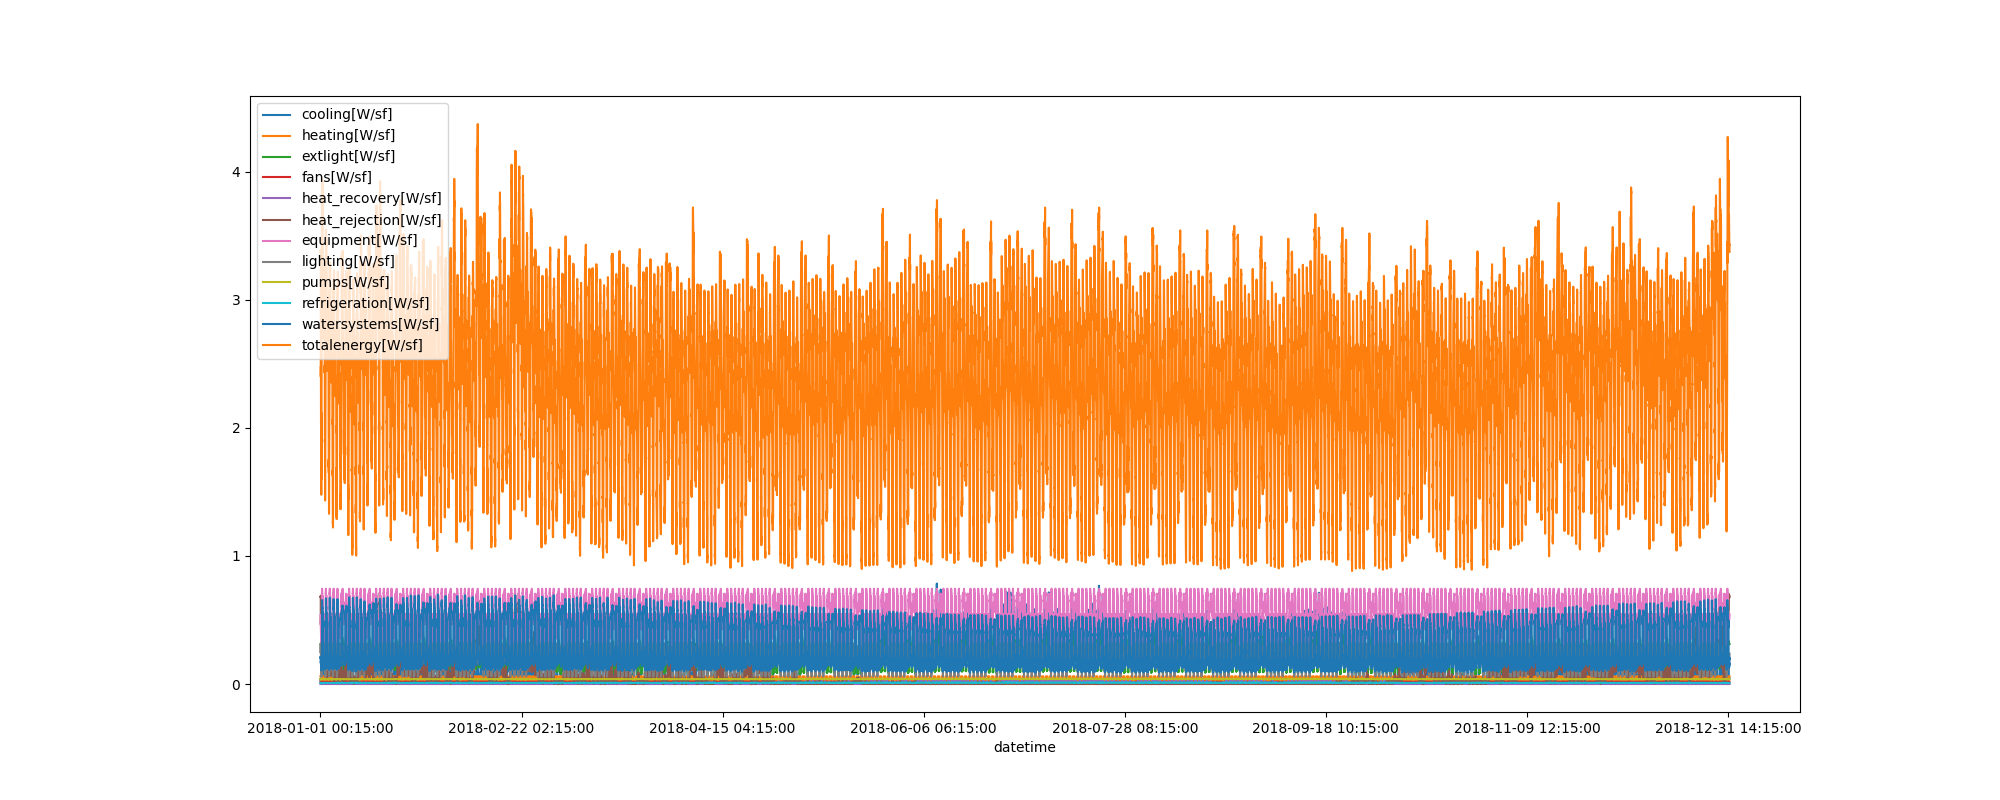 cooling[W/sf]
heating[W/sf]
extlight[W/sf]
fans[W/sf]
heat_recovery[W/sf]
heat_rejection[W/sf]
equipment[W/sf]
lighting[W/sf]
pumps[W/sf]
refrigeration[W/sf]
watersystems[W/sf]
totalenergy[W/sf]
4
3
2
1
0
2018-01-01 00:15:00 2018-02-22 02:15:00 2018-04-15 04:15:00 2018-06-06 06:15:00 2018-07-28 08:15:00 2018-09-18 10:15:00 2018-11-09 12:15:00 2018-12-31 14:15:00
datetime